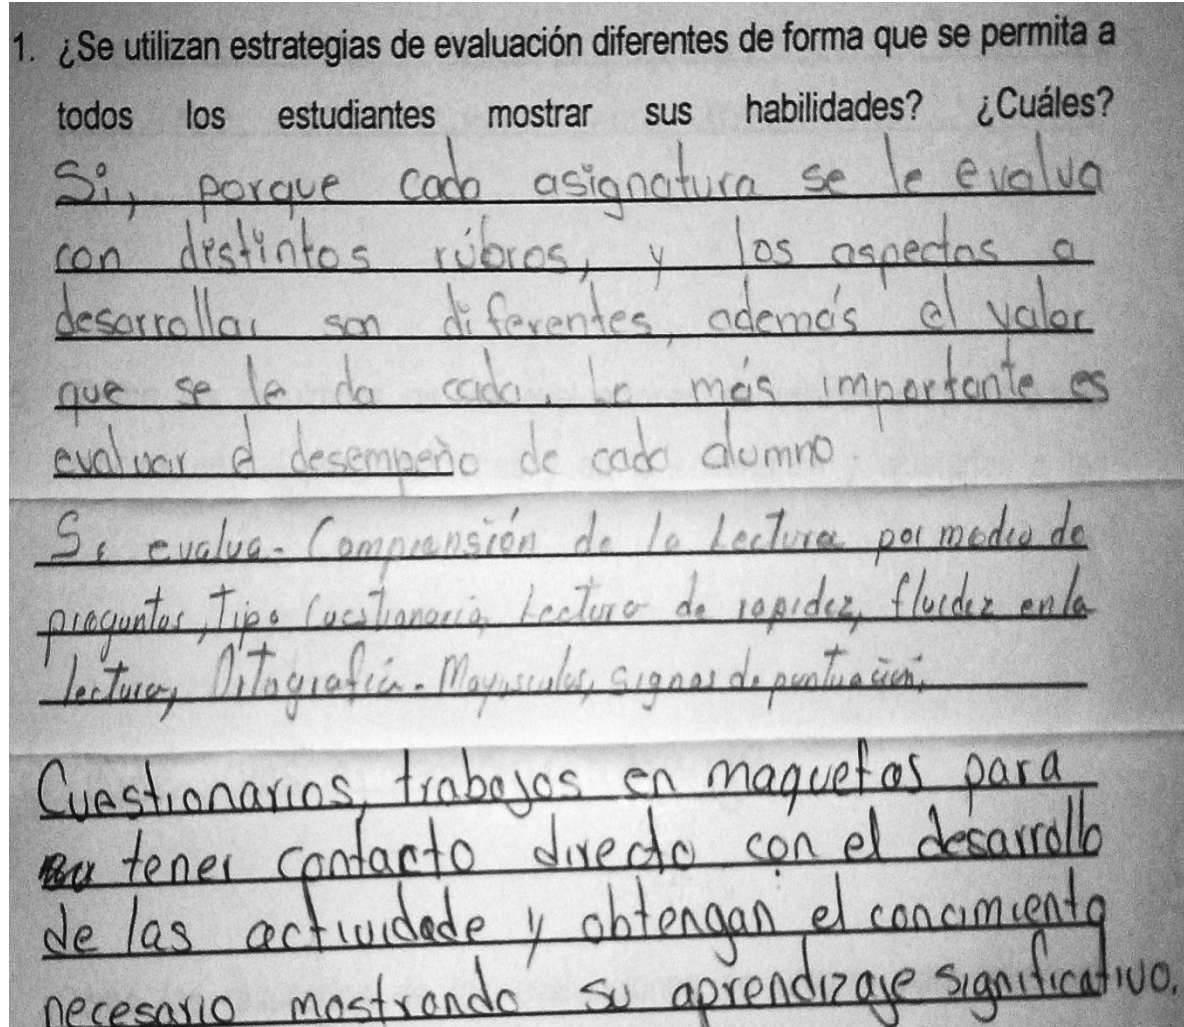 1. ¿Se utilizan estrategias de evaluación diferentes de forma que se permita a
todos los estudiantes mostrar sus habilidades? ¿Cuáles?
Si, porque cada asignatura se le evalua
con distintos rúbros, y los aspectos a
desarrollar son diferentes, además el valor
que se le da cada. Lo más importante es
evaluar el desempeño de cada alumno.
Se evalua. Comprensión de la Lectura por medio de
preguntas, Tipo Cuestionario, Lectura de rapidez, fluidez en la
lectura, Ortografía. Mayusculas, signos de puntuación.
Cuestionarios, trabajos en maquetas para
tener contacto directo con el desarrollo
de las actividade y obtengan el conocimiento
necesario mostrando su aprendizaje significativo.